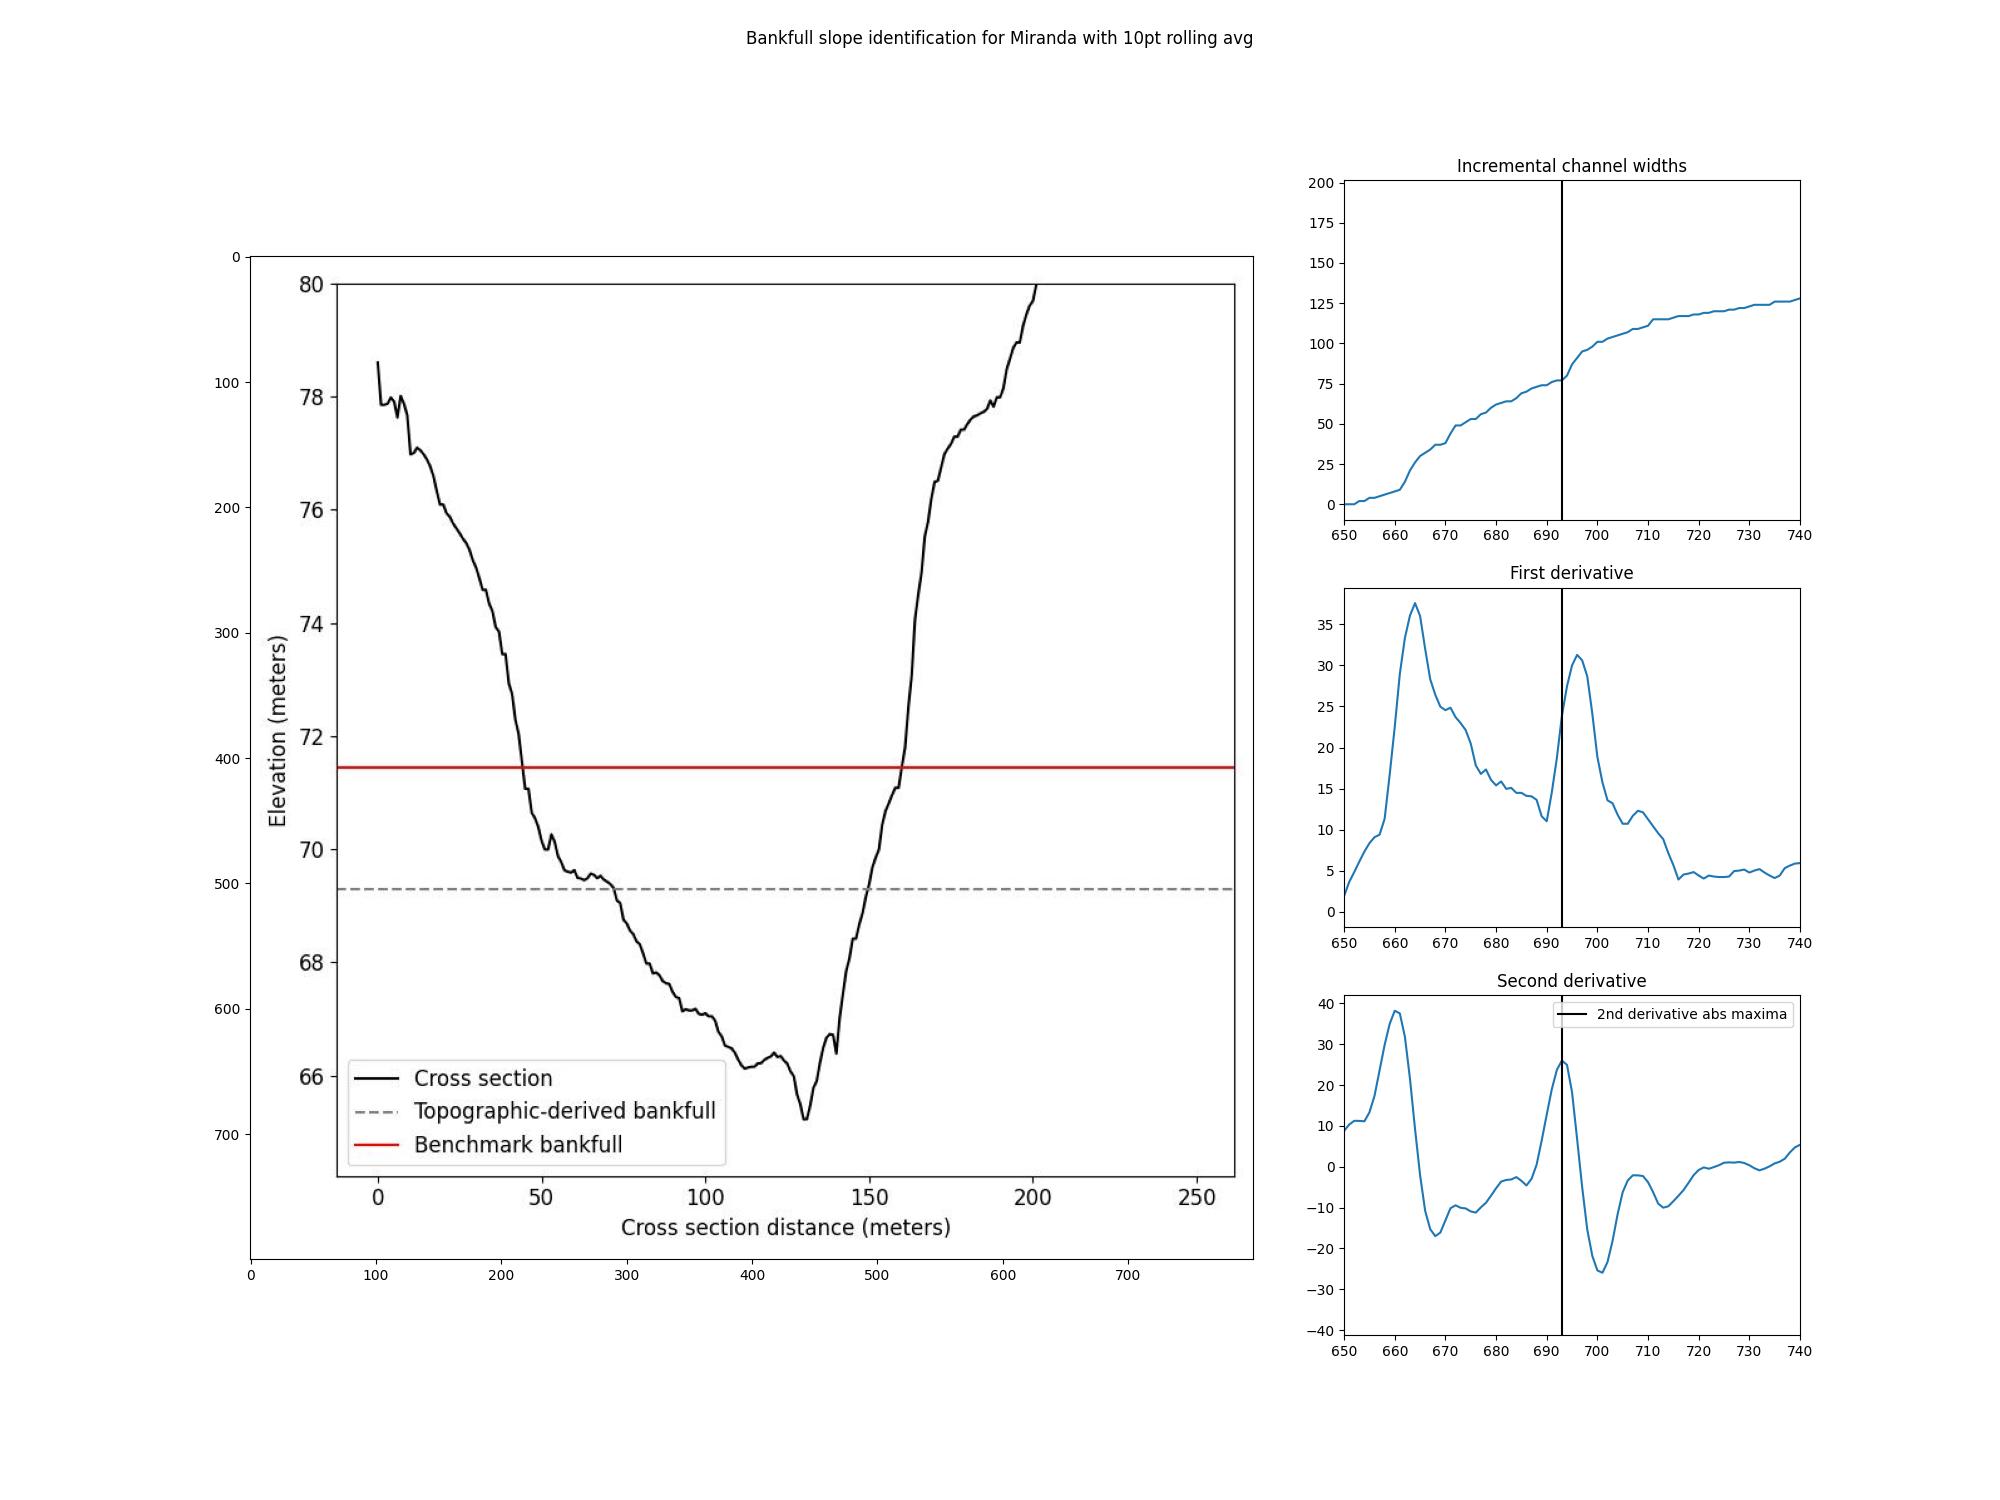 Bankfull slope identification for Miranda with 10pt rolling avg
0
100
200
300
400
500
600
700
80
78
76
74
72
70
68
66
Elevation (meters)
Cross section
Topographic-derived bankfull
Benchmark bankfull
0 50 100 150 200 250
Cross section distance (meters)
0 100 200 300 400 500 600 700
Incremental channel widths
200
175
150
125
100
75
50
25
0
650 660 670 680 690 700 710 720 730 740
First derivative
35
30
25
20
15
10
5
0
650 660 670 680 690 700 710 720 730 740
Second derivative
2nd derivative abs maxima
40
30
20
10
0
−10
−20
−30
−40
650 660 670 680 690 700 710 720 730 740